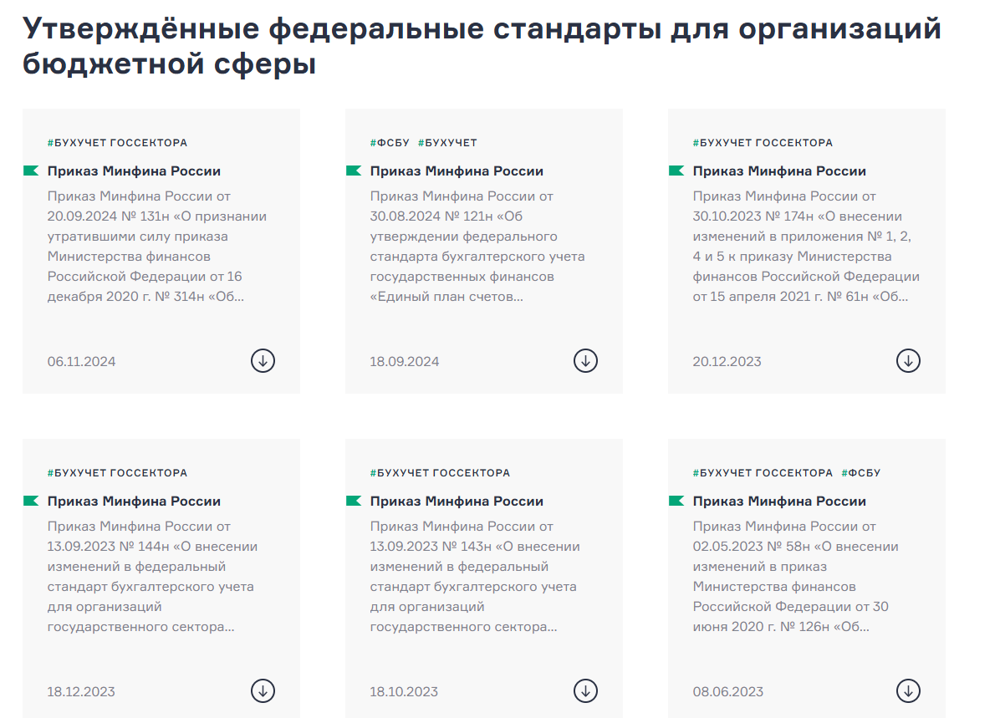 Утверждённые федеральные стандарты для организаций
бюджетной сферы
#БУХУЧЕТ ГОССЕКТОРА
Приказ Минфина России
Приказ Минфина России от
20.09.2024 № 131н «О признании
утратившими силу приказа
Министерства финансов
Российской Федерации от 16
декабря 2020 г. № 314н «Об...
06.11.2024
#ФСБУ #БУХУЧЕТ
Приказ Минфина России
Приказ Минфина России от
30.08.2024 № 121н «Об
утверждении федерального
стандарта бухгалтерского учета
государственных финансов
«Единый план счетов...
18.09.2024
#БУХУЧЕТ ГОССЕКТОРА
Приказ Минфина России
Приказ Минфина России от
30.10.2023 № 174н «О внесении
изменений в приложения № 1, 2,
4 и 5 к приказу Министерства
финансов Российской Федерации
от 15 апреля 2021 г. № 61н «Об...
20.12.2023
#БУХУЧЕТ ГОССЕКТОРА
Приказ Минфина России
Приказ Минфина России от
13.09.2023 № 144н «О внесении
изменений в федеральный
стандарт бухгалтерского учета
для организаций
государственного сектора...
18.12.2023
#БУХУЧЕТ ГОССЕКТОРА
Приказ Минфина России
Приказ Минфина России от
13.09.2023 № 143н «О внесении
изменений в федеральный
стандарт бухгалтерского учета
для организаций
государственного сектора...
18.10.2023
#БУХУЧЕТ ГОССЕКТОРА #ФСБУ
Приказ Минфина России
Приказ Минфина России от
02.05.2023 № 58н «О внесении
изменений в приказ
Министерства финансов
Российской Федерации от 30
июня 2020 г. № 126н «Об...
08.06.2023